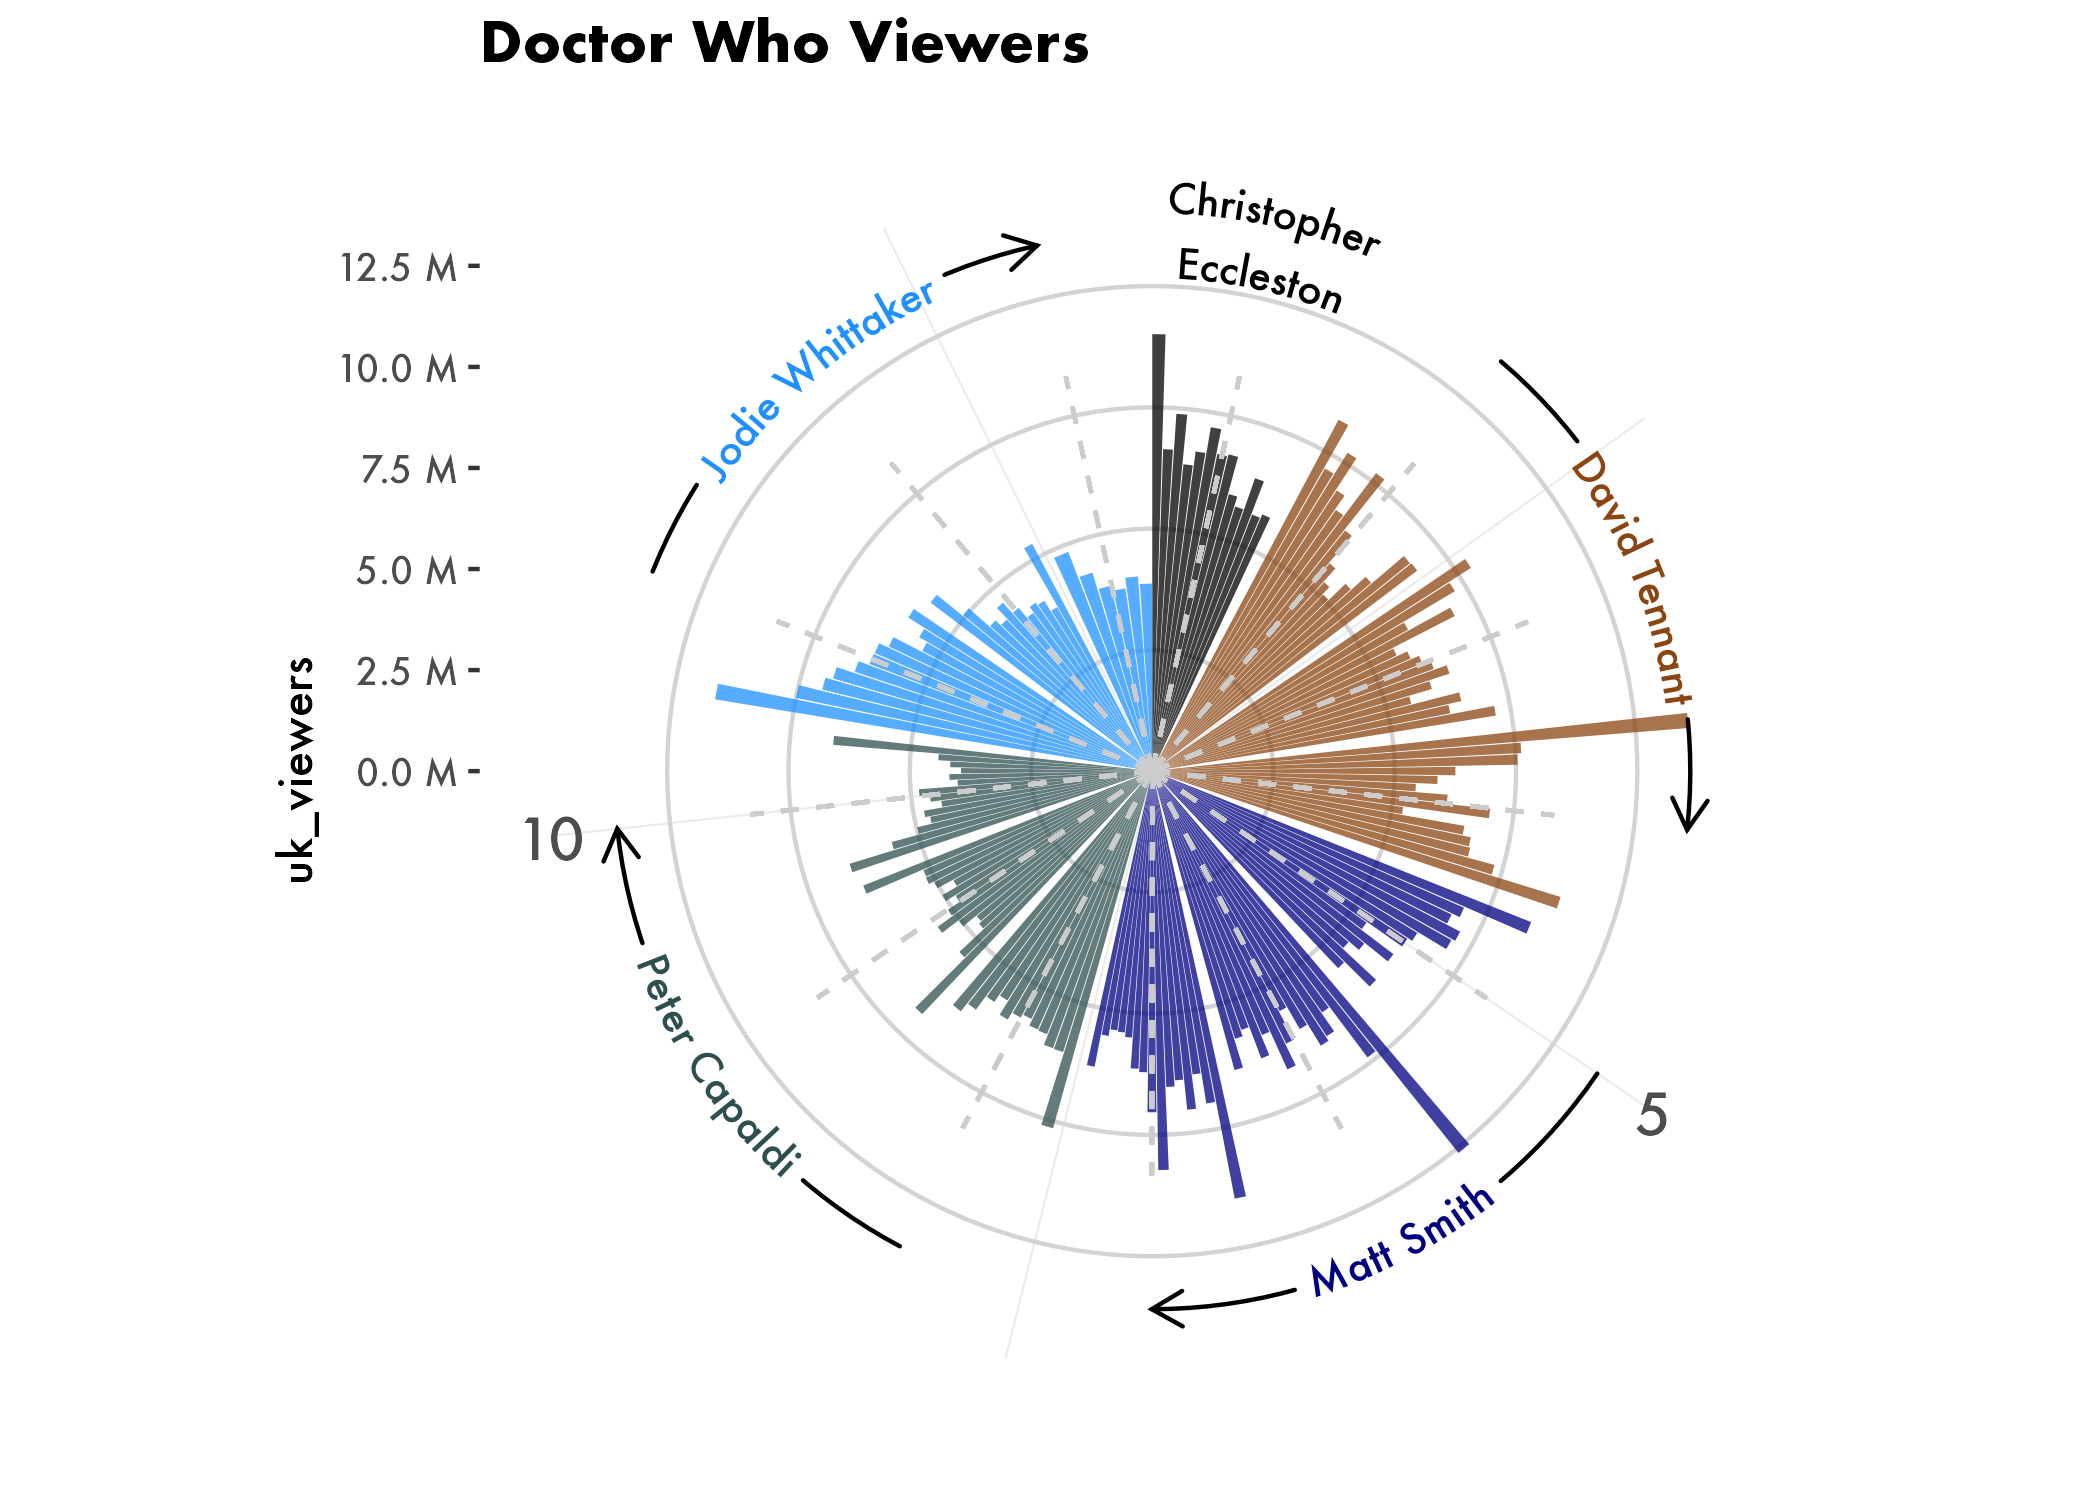 Doctor Who Viewers
Christopher
Eccleston
12.5 M
10.0 M
7.5 M
5.0 M
2.5 M
0.0 M
uk_viewers
Jodie Whittaker
David Tennant
10
5
Peter Capaldi
Matt Smith